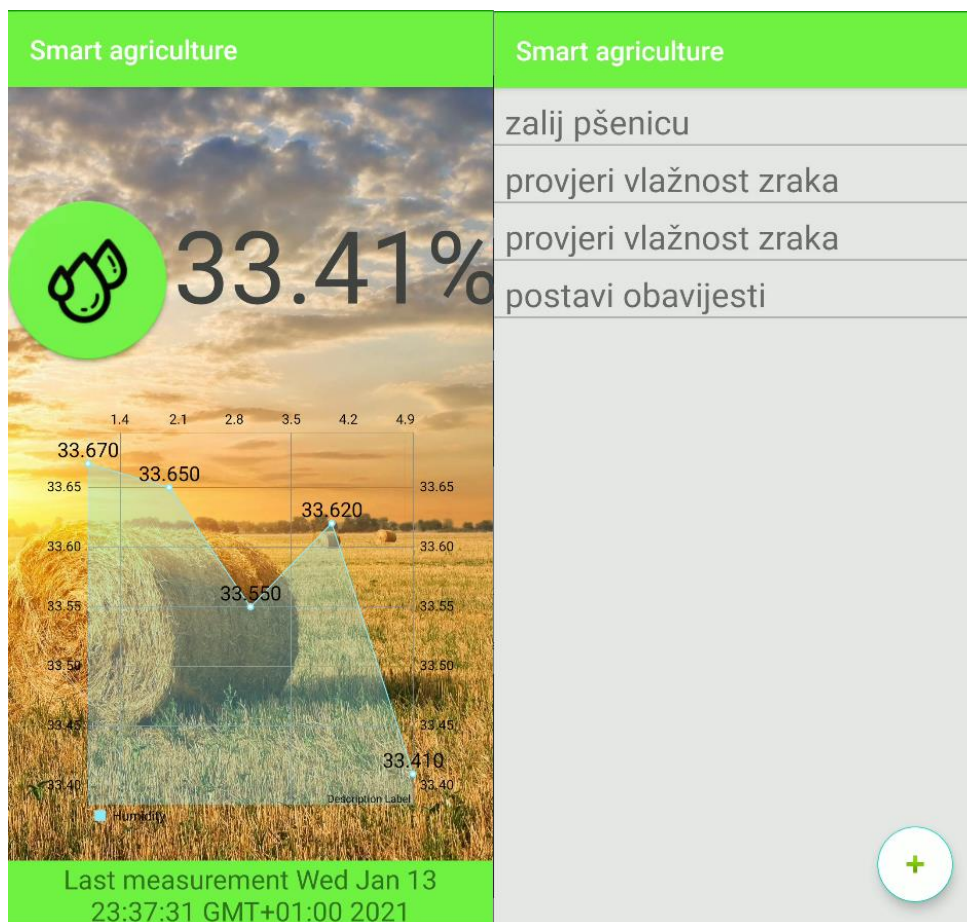 Smart agriculture
33.41%
1.4 2.1 2.8 3.5 4.2 4.9
33.670
33.650
33.65 33.65
33.620
33.60 33.60
33.550
33.55 33.55
33.50 33.50
33.45 33.45
33.410
33.40 33.40
Description Label
Humidity
Last measurement Wed Jan 13
23:37:31 GMT+01:00 2021
Smart agriculture
zalij pšenicu
provjeri vlažnost zraka
provjeri vlažnost zraka
postavi obavijesti
+